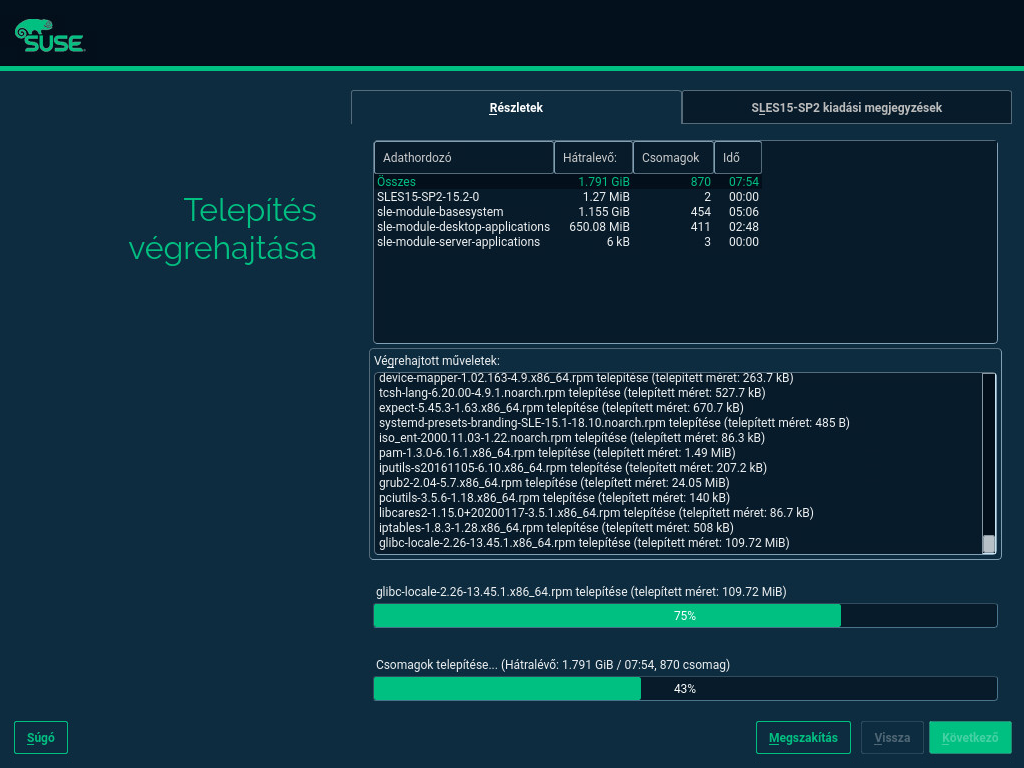 SUSE
Részletek
SLES15-SP2 kiadási megjegyzések
Telepítés
végrehajtása
Adathordozó Hátralevő: Csomagok Idő
Összes 1.791 GiB 870 07:54
SLES15-SP2-15.2-0 1.27 MiB 2 00:00
sle-module-basesystem 1.155 GiB 454 05:06
sle-module-desktop-applications 650.08 MiB 411 02:48
sle-module-server-applications 6 kB 3 00:00
Végrehajtott műveletek:
device-mapper-1.02.163-4.9.x86_64.rpm telepítése (telepített méret: 263.7 kB)
tcsh-lang-6.20.00-4.9.1.noarch.rpm telepítése (telepített méret: 527.7 kB)
expect-5.45.3-1.63.x86_64.rpm telepítése (telepített méret: 670.7 kB)
systemd-presets-branding-SLE-15.1-18.10.noarch.rpm telepítése (telepített méret: 485 B)
iso_ent-2000.11.03-1.22.noarch.rpm telepítése (telepített méret: 86.3 kB)
pam-1.3.0-6.16.1.x86_64.rpm telepítése (telepített méret: 1.49 MiB)
iputils-s20161105-6.10.x86_64.rpm telepítése (telepített méret: 207.2 kB)
grub2-2.04-5.7.x86_64.rpm telepítése (telepített méret: 24.05 MiB)
pciutils-3.5.6-1.18.x86_64.rpm telepítése (telepített méret: 140 kB)
libcares2-1.15.0+20200117-3.5.1.x86_64.rpm telepítése (telepített méret: 86.7 kB)
iptables-1.8.3-1.28.x86_64.rpm telepítése (telepített méret: 508 kB)
glibc-locale-2.26-13.45.1.x86_64.rpm telepítése (telepített méret: 109.72 MiB)
glibc-locale-2.26-13.45.1.x86_64.rpm telepítése (telepített méret: 109.72 MiB)
75%
Csomagok telepítése... (Hátralévő: 1.791 GiB / 07:54, 870 csomag)
43%
Súgó
Megszakítás
Vissza
Következő